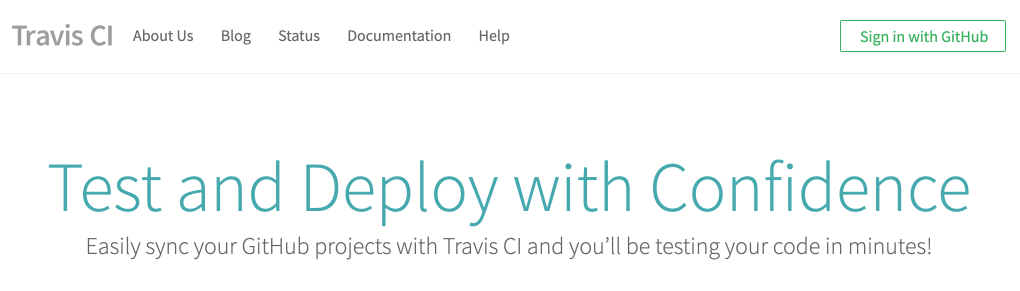 Travis CI About Us Blog Status Documentation Help Sign in with GitHub
Test and Deploy with Confidence
Easily sync your GitHub projects with Travis CI and you’ll be testing your code in minutes!